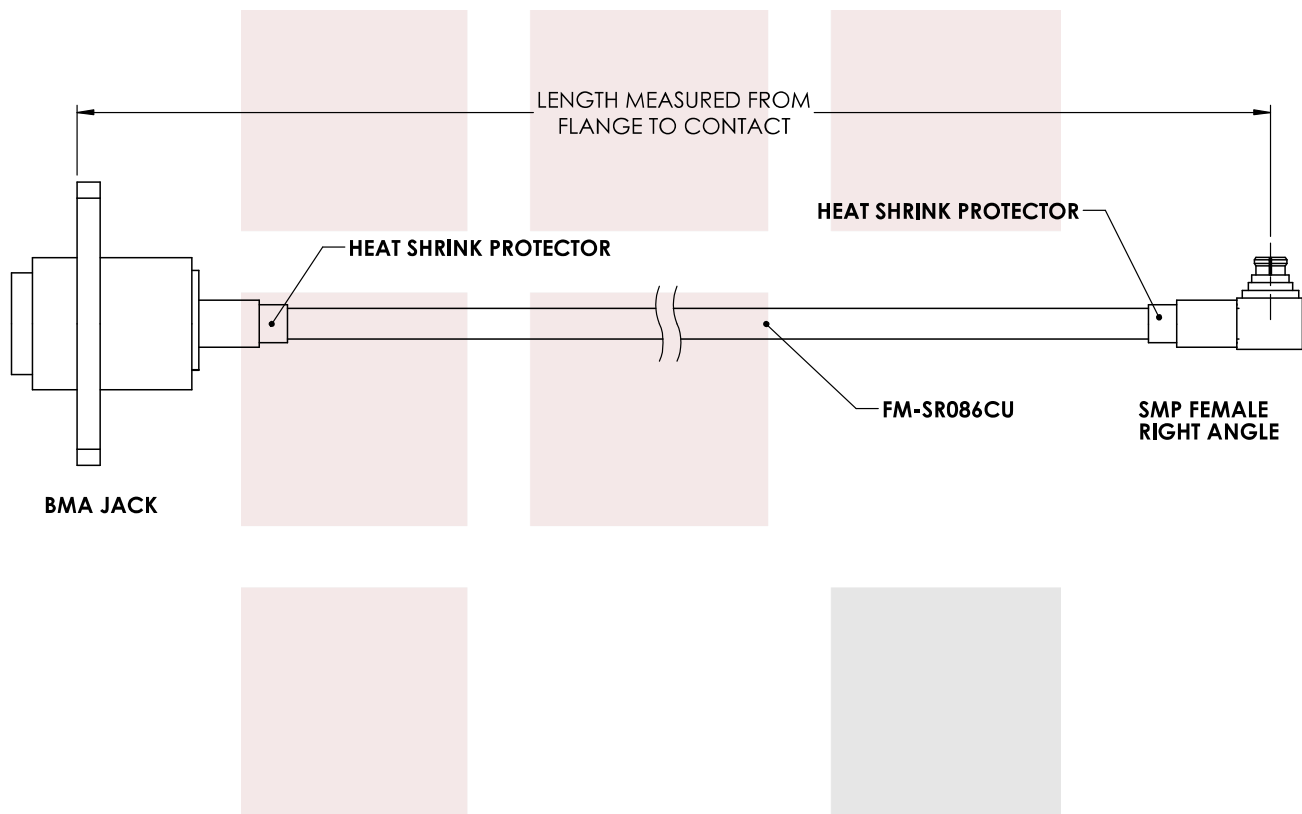 LENGTH MEASURED FROM
FLANGE TO CONTACT
HEAT SHRINK PROTECTOR
HEAT SHRINK PROTECTOR
FM-SR086CU
SMP FEMALE
RIGHT ANGLE
BMA JACK